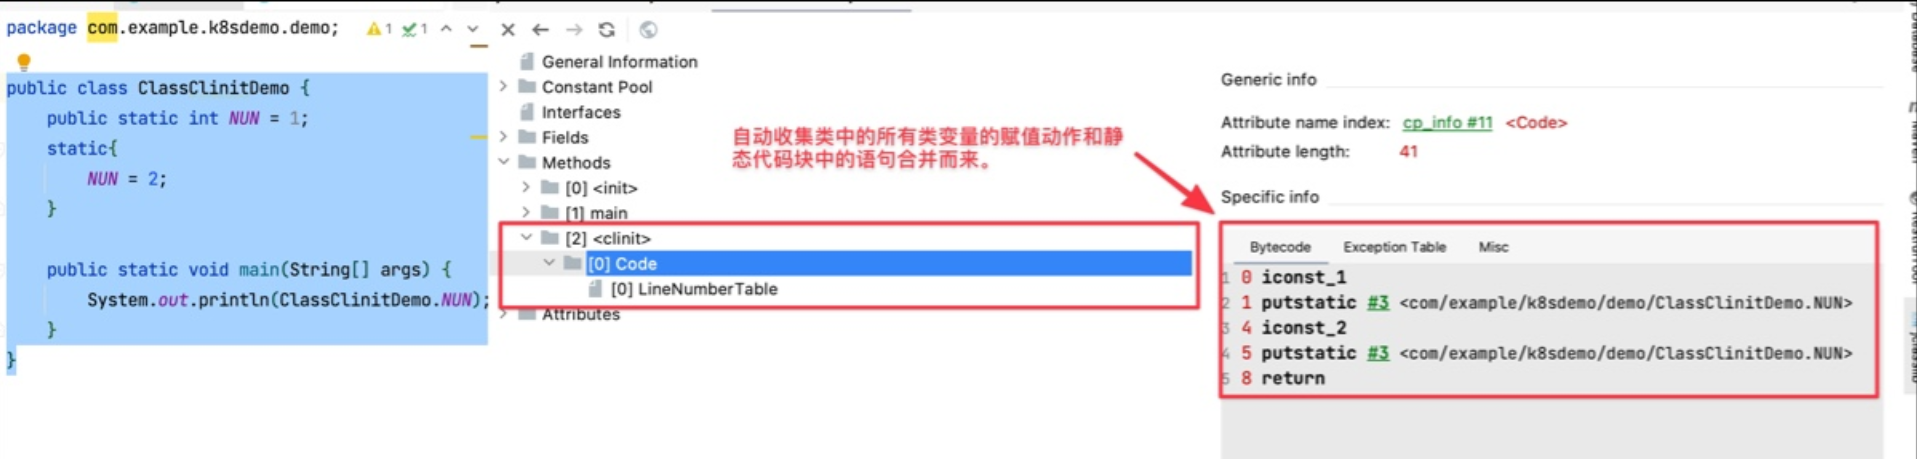 package com.example.k8sdemo.demo;
1
1
public class ClassClinitDemo {
public static int NUN = 1;
static{
NUN = 2;
}
public static void main(String[] args) {
System.out.println(ClassClinitDemo.NUN);
}
}
General Information
Constant Pool
Interfaces
Fields
Methods
[0] <init>
[1] main
[2] <clinit>
[0] Code
[0] LineNumberTable
Attributes
自动收集类中的所有类变量的赋值动作和静
态代码块中的语句合并而来。
Generic info
Attribute name index: cp_info #11 <Code>
Attribute length: 41
Specific info
Bytecode Exception Table Misc
1 0 iconst_1
2 1 putstatic #3 <com/example/k8sdemo/demo/ClassClinitDemo.NUN>
3 4 iconst_2
4 5 putstatic #3 <com/example/k8sdemo/demo/ClassClinitDemo.NUN>
5 8 return